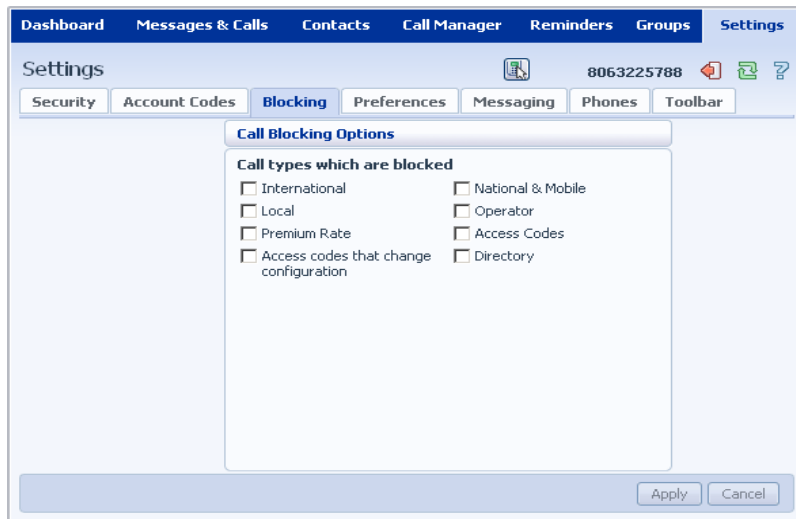 Dashboard Messages & Calls Contacts Call Manager Reminders Groups Settings
Settings 8063225788 ?
Security Account Codes Blocking Preferences Messaging Phones Toolbar
Call Blocking Options
Call types which are blocked
International National & Mobile
Local Operator
Premium Rate Access Codes
Access codes that change Directory
configuration
Apply Cancel